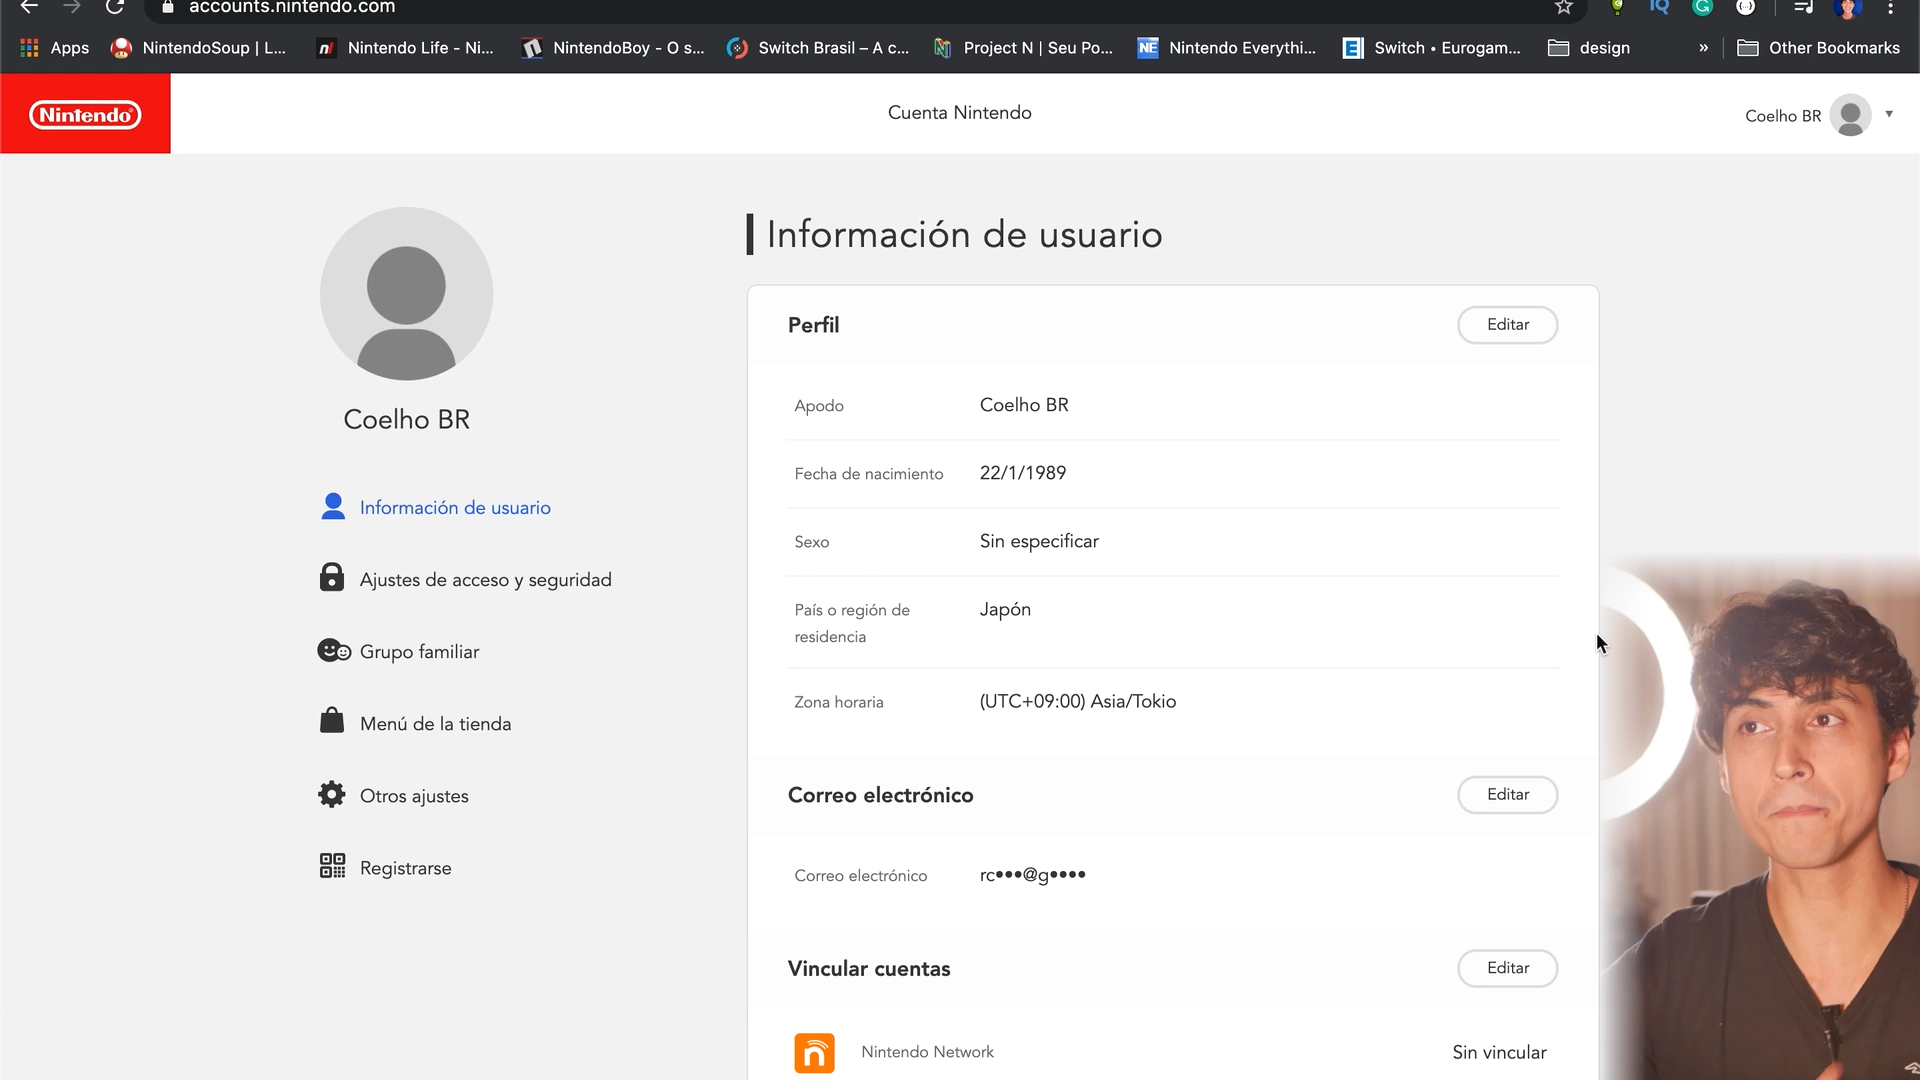 accounts.nintendo.com
Apps
NintendoSoup | L...
Nintendo Life - Ni...
NintendoBoy - O s...
Switch Brasil – A c...
Project N | Seu Po...
Nintendo Everythi...
Switch • Eurogam...
design
»
Other Bookmarks
Nintendo
Cuenta Nintendo
Coelho BR
Coelho BR
Información de usuario
Ajustes de acceso y seguridad
Grupo familiar
Menú de la tienda
Otros ajustes
Registrarse
Información de usuario
Perfil
Editar
Apodo Coelho BR
Fecha de nacimiento 22/1/1989
Sexo Sin especificar
País o región de Japón
residencia
Zona horaria (UTC+09:00) Asia/Tokio
Correo electrónico
Editar
Correo electrónico rc•••@g••••
Vincular cuentas
Editar
Nintendo Network Sin vincular